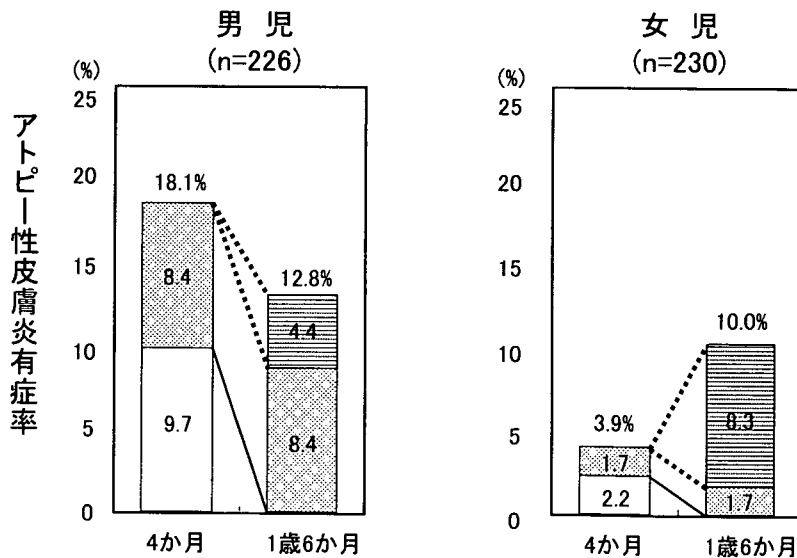 男 児
(n=226)
(%)
アトピー性皮膚炎有症率
25
20
15
10
5
0
18.1%
8.4
9.7
12.8%
4.4
8.4
4か月
1歳6か月
女 児
(n=230)
(%)
25
20
15
10
5
0
3.9%
1.7
2.2
10.0%
8.3
1.7
4か月
1歳6か月